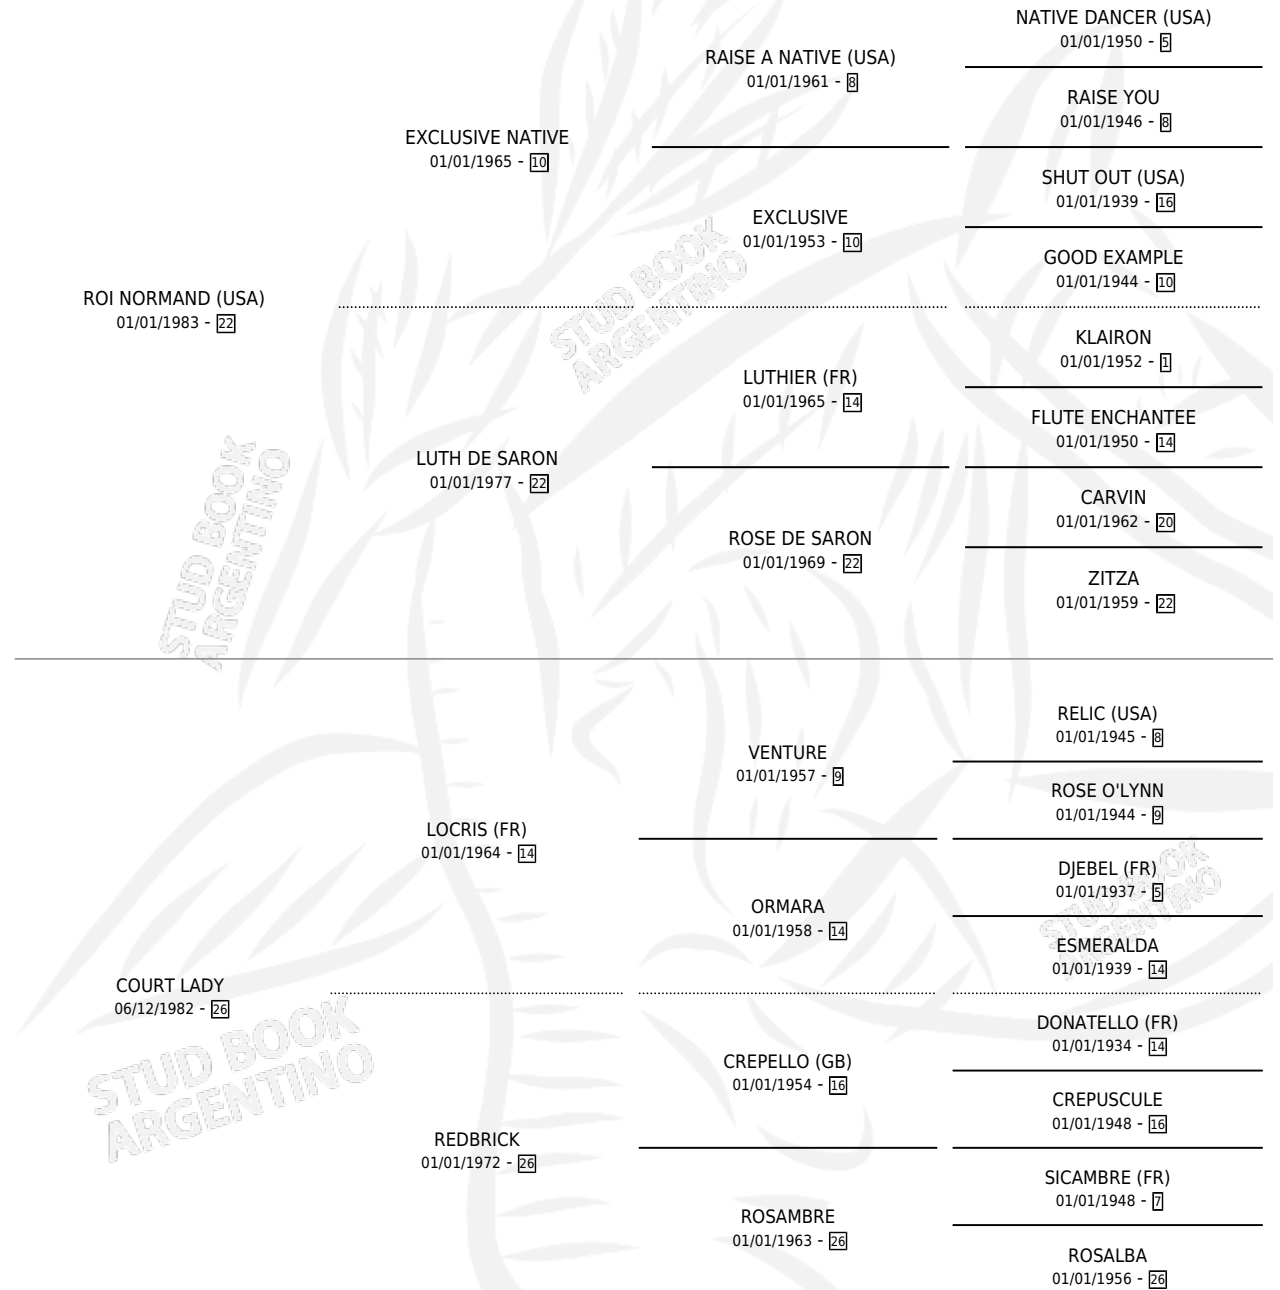 NATIVE DANCER (USA)
01/01/1950 - 5
RAISE A NATIVE (USA)
01/01/1961 - 8
RAISE YOU
01/01/1946 - 8
EXCLUSIVE NATIVE
01/01/1965 - 10
SHUT OUT (USA)
01/01/1939 - 16
EXCLUSIVE
01/01/1953 - 10
GOOD EXAMPLE
01/01/1944 - 10
ROI NORMAND (USA)
01/01/1983 - 22
KLAIRON
01/01/1952 - 1
LUTHIER (FR)
01/01/1965 - 14
FLUTE ENCHANTEE
01/01/1950 - 14
LUTH DE SARON
01/01/1977 - 22
CARVIN
01/01/1962 - 20
ROSE DE SARON
01/01/1969 - 22
ZITZA
01/01/1959 - 22
RELIC (USA)
01/01/1945 - 8
VENTURE
01/01/1957 - 9
ROSE O'LYNN
01/01/1944 - 9
LOCRIS (FR)
01/01/1964 - 14
DJEBEL (FR)
01/01/1937 - 5
ORMARA
01/01/1958 - 14
ESMERALDA
01/01/1939 - 14
COURT LADY
06/12/1982 - 26
DONATELLO (FR)
01/01/1934 - 14
CREPELLO (GB)
01/01/1954 - 16
CREPUSCULE
01/01/1948 - 16
REDBRICK
01/01/1972 - 26
SICAMBRE (FR)
01/01/1948 - 7
ROSAMBRE
01/01/1963 - 26
ROSALBA
01/01/1956 - 26
STUD BOOK
ARGENTINO
STUD BOOK
ARGENTINO
STUD BOOK
ARGENTINO
STUD BOOK
ARGENTINO